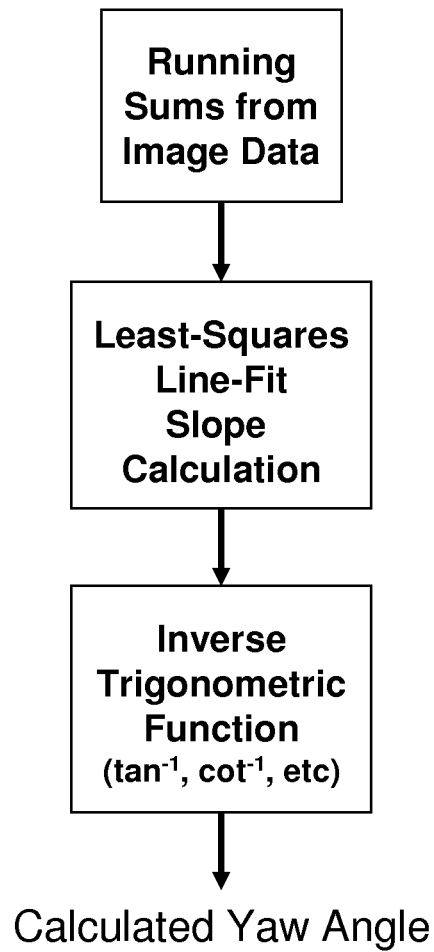 Running
Sums from
Image Data
Least-Squares
Line-Fit
Slope
Calculation
Inverse
Trigonometric
Function
(tan⁻¹, cot⁻¹, etc)
Calculated Yaw Angle